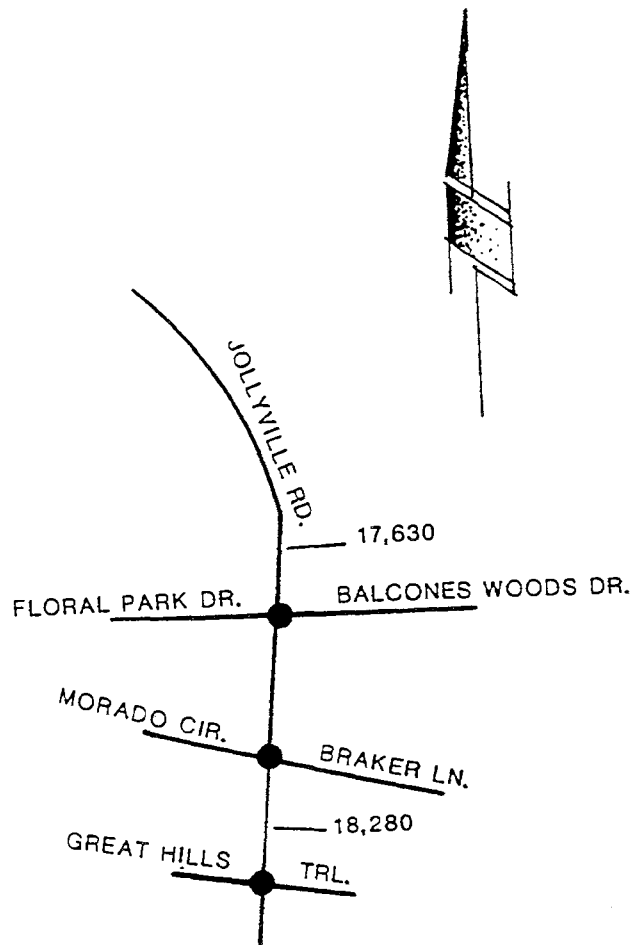 JOLLYVILLE RD.
17,630
FLORAL PARK DR.
BALCONES WOODS DR.
MORADO CIR.
BRAKER LN.
18,280
GREAT HILLS TRL.